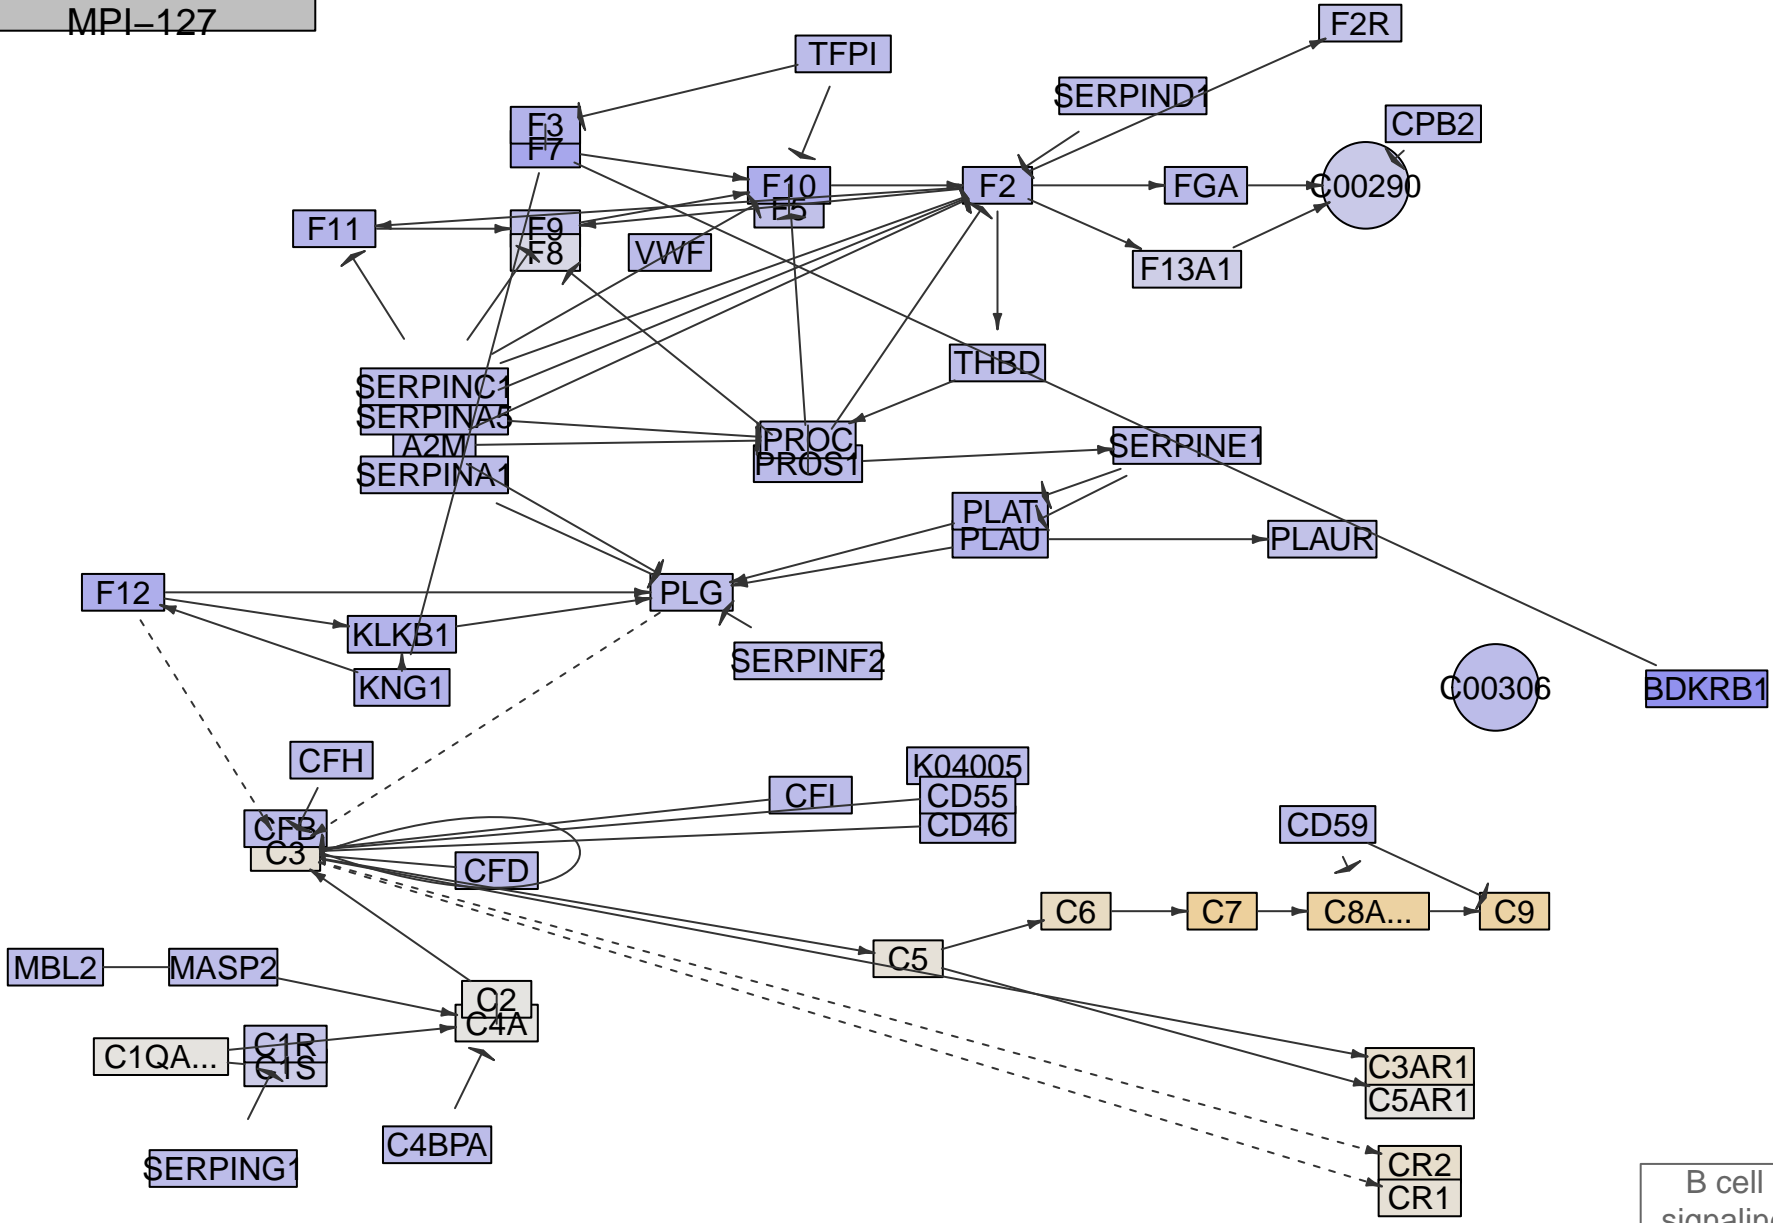 MPI–127
F2R
TFPI
SERPIND1
CPB2
F3
F7
F10
F5
F2
FGA
C00290
F11
F9
F8
VWF
F13A1
THBD
SERPINC1
SERPINA5
A2M
SERPINA1
PROC
PROS1
SERPINE1
PLAT
PLAU
PLAUR
F12
PLG
KLKB1
SERPINF2
KNG1
C00306
BDKRB1
CFH
K04005
CFI
CD55
CD46
CFB
C3
CFD
CD59
C6
C7
C8A...
C9
MBL2
MASP2
C5
C2
C4A
C1QA...
C1R
C1S
C3AR1
C5AR1
C4BPA
SERPING1
CR2
CR1
B cell
signaling